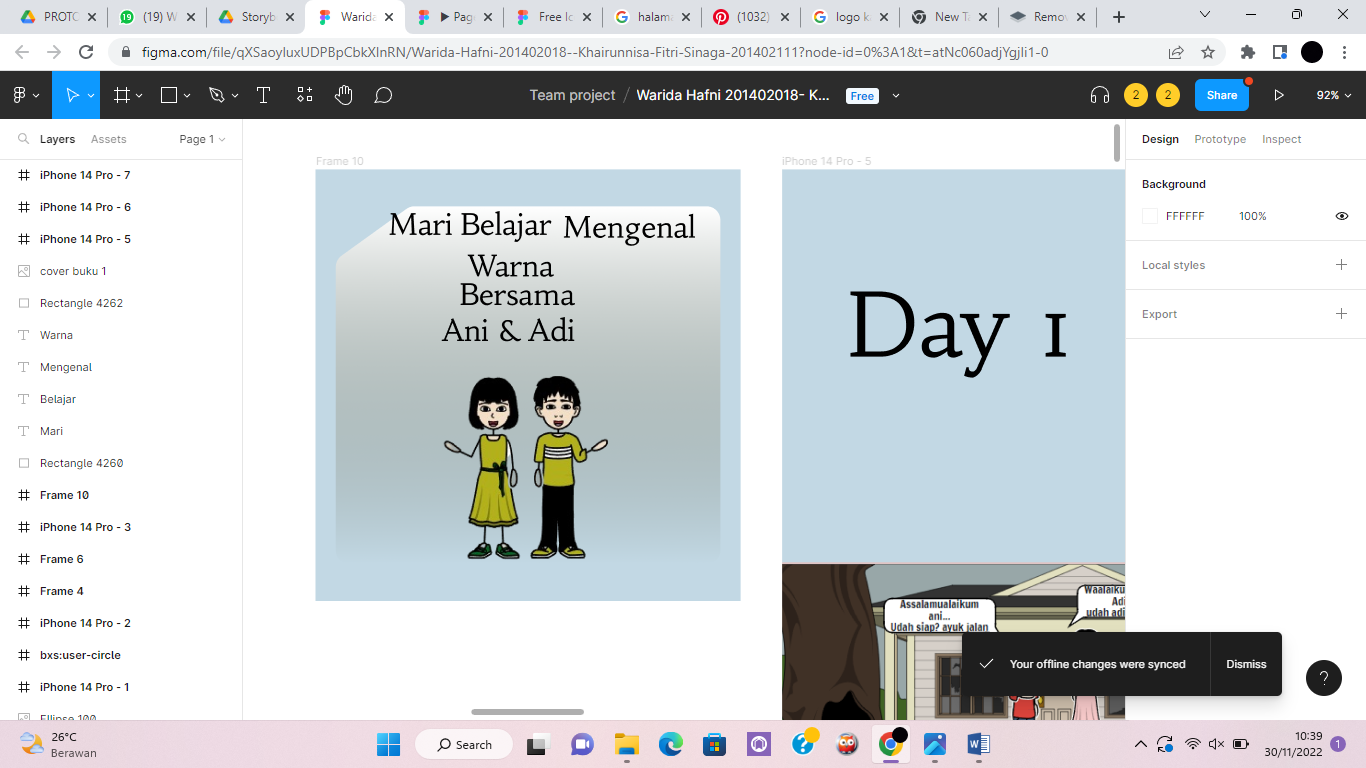 PROTO
(19) W
Storyb
Warida
Pag
Free Ic
halama
(1032)
logo k
New Ta
Remov
figma.com/file/qXSaoyIuxUDPBpCbkXInRN/Warida-Hafni-201402018--Khairunnisa-Fitri-Sinaga-201402111?node-id=0%3A1&t=atNc060adjYgjIi1-0
Team project / Warida Hafni 201402018- K...
Free
2
2
Share
92%
Layers
Assets
Page 1
iPhone 14 Pro - 7
iPhone 14 Pro - 6
iPhone 14 Pro - 5
cover buku 1
Rectangle 4262
Warna
Mengenal
Belajar
Mari
Rectangle 4260
Frame 10
iPhone 14 Pro - 3
Frame 6
Frame 4
iPhone 14 Pro - 2
bxs:user-circle
iPhone 14 Pro - 1
Ellipse 100
Frame 10
Mari Belajar Mengenal
Warna
Bersama
Ani & Adi
iPhone 14 Pro - 5
Day 1
Assalamualaikum
ani...
Udah siap? ayuk jalan
Waalaiku
Adi
udah adi
Design
Prototype
Inspect
Background
FFFFFF
100%
Local styles
Export
Your offline changes were synced
Dismiss
?
26°C
Berawan
Search
10:39
30/11/2022
1